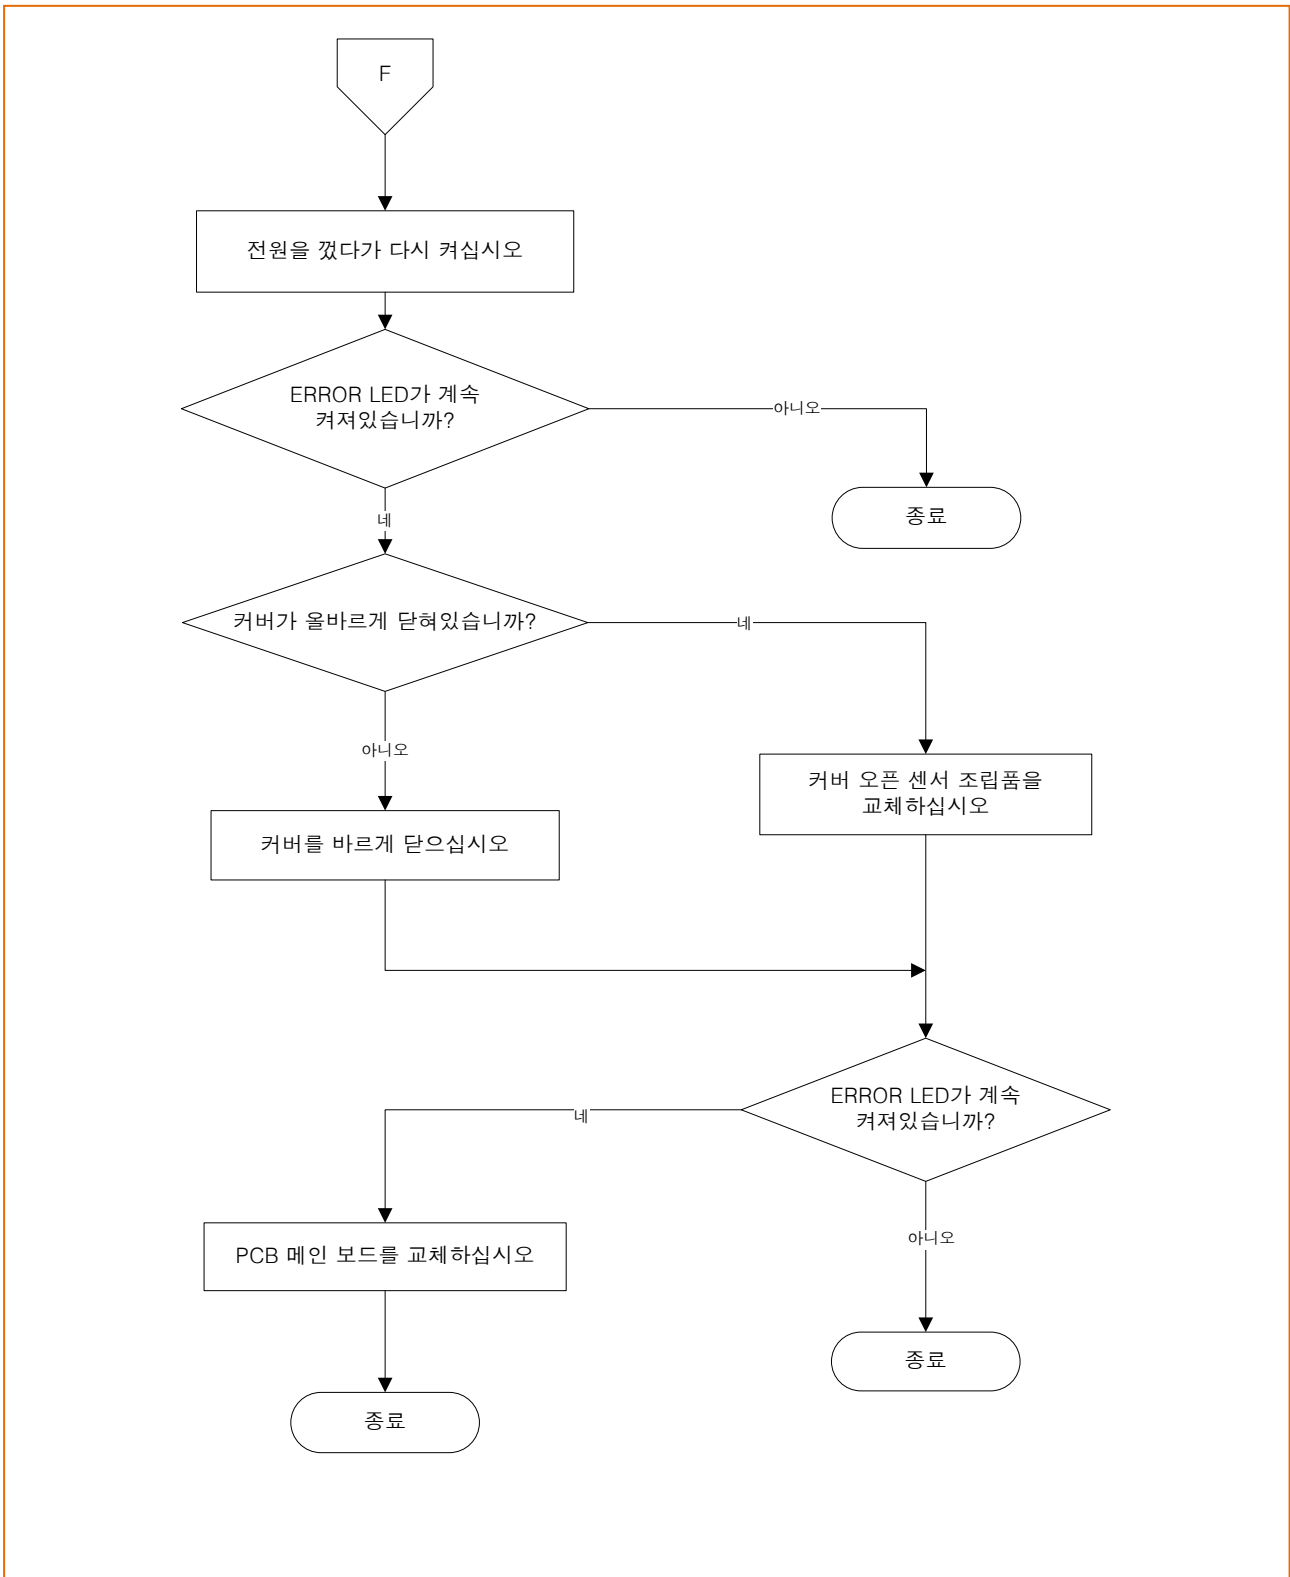 F
전원을 껐다가 다시 켜십시오
ERROR LED가 계속
켜져있습니까?
아니오
종료
네
커버가 올바르게 닫혀있습니까?
네
아니오
커버 오픈 센서 조립품을
교체하십시오
커버를 바르게 닫으십시오
ERROR LED가 계속
켜져있습니까?
네
아니오
PCB 메인 보드를 교체하십시오
종료
종료